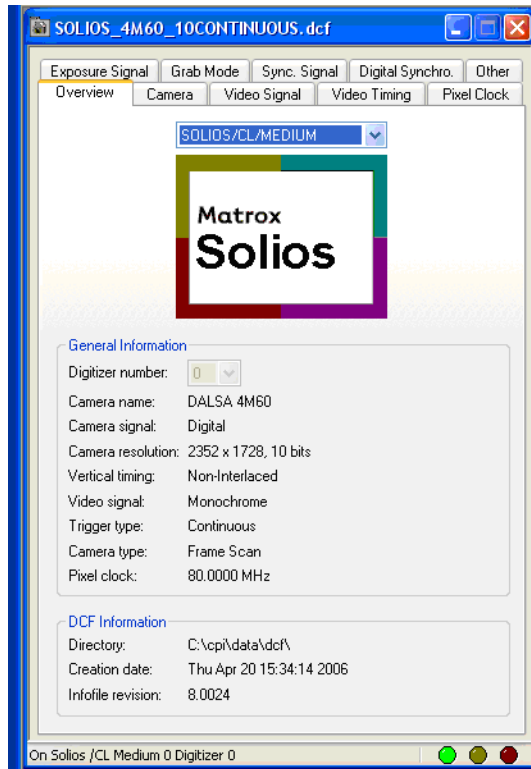 SOLIOS_4M60_10CONTINUOUS.dcf
Exposure Signal Grab Mode Sync. Signal Digital Synchro. Other
Overview Camera Video Signal Video Timing Pixel Clock
SOLIOS/CL/MEDIUM
Matrox
Solios
General Information
Digitizer number: 0
Camera name: DALSA 4M60
Camera signal: Digital
Camera resolution: 2352 x 1728, 10 bits
Vertical timing: Non-Interlaced
Video signal: Monochrome
Trigger type: Continuous
Camera type: Frame Scan
Pixel clock: 80.0000 MHz
DCF Information
Directory: C:\cpi\data\dcf\
Creation date: Thu Apr 20 15:34:14 2006
Infofile revision: 8.0024
On Solios /CL Medium 0 Digitizer 0